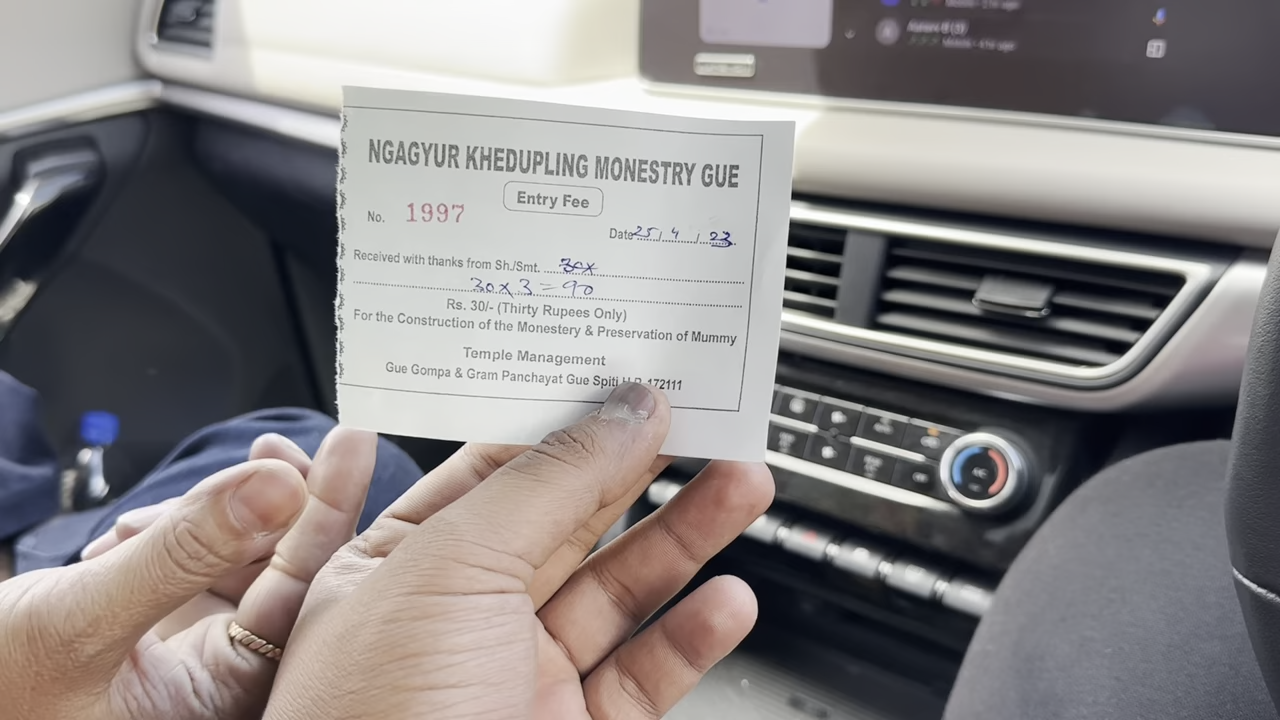 NGAGYUR KHEDUPLING MONESTRY GUE
Entry Fee
No. 1997
Date 25/4/23
Received with thanks from Sh./Smt.
30x3=90
Rs. 30/- (Thirty Rupees Only)
For the Construction of the Monestery & Preservation of Mummy
Temple Management
Gue Gompa & Gram Panchayat Gue Spiti H.P. 172111